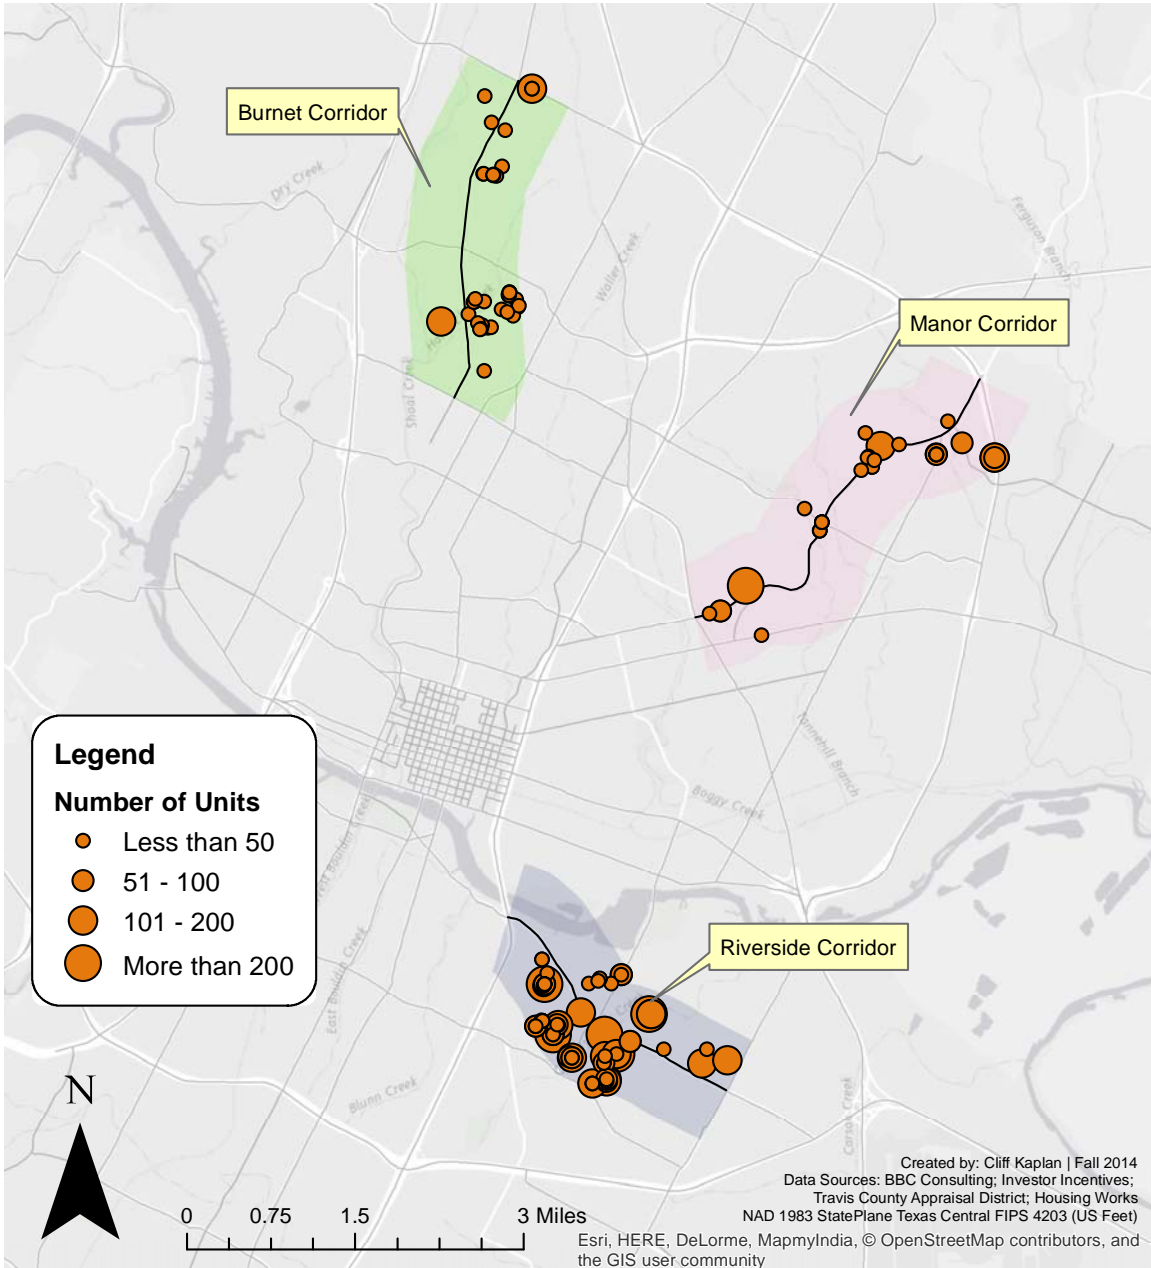 Burnet Corridor
Dry Creek
Ferguson Branch
Waller Creek
Manor Corridor
Shoal Creek
Legend
Number of Units
Less than 50
51 - 100
101 - 200
More than 200
Tannehill Branch
Boggy Creek
East Bouldin Creek
Riverside Corridor
Blunn Creek
Carson Creek
N
0 0.75 1.5 3 Miles
Created by: Cliff Kaplan | Fall 2014
Data Sources: BBC Consulting; Investor Incentives;
Travis County Appraisal District; Housing Works
NAD 1983 StatePlane Texas Central FIPS 4203 (US Feet)
Esri, HERE, DeLorme, MapmyIndia, © OpenStreetMap contributors, and
the GIS user community